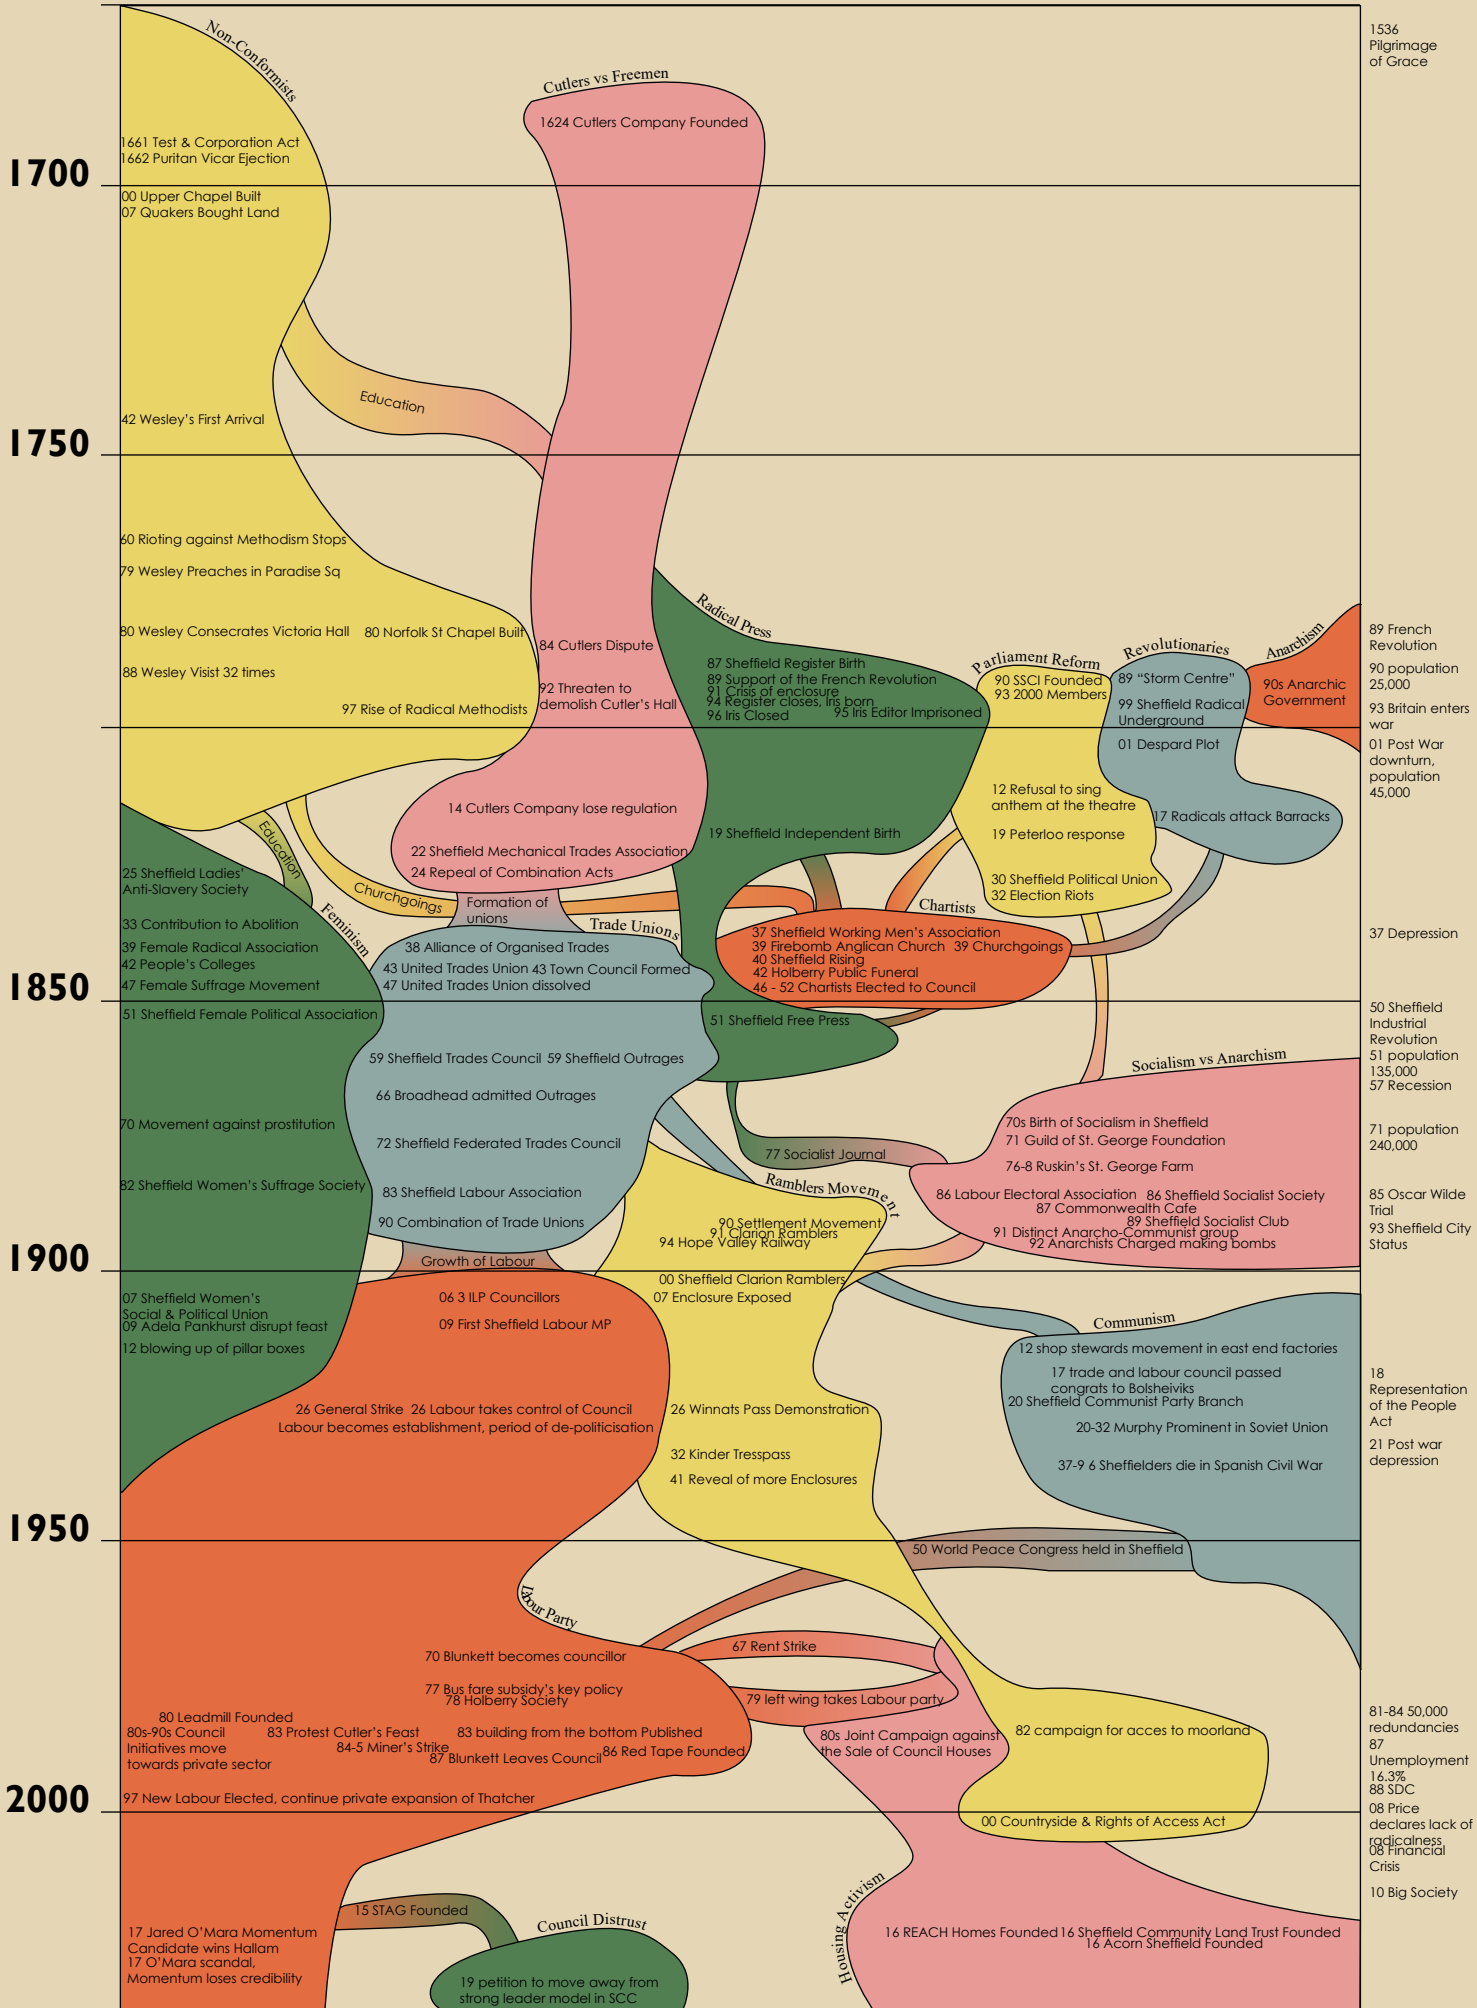 1536
Pilgrimage
of Grace
Non-Conformists
1661 Test & Corporation Act
1662 Puritan Vicar Ejection
Cutlers vs Freemen
1624 Cutlers Company Founded
1700
00 Upper Chapel Built
07 Quakers Bought Land
Education
42 Wesley's First Arrival
1750
60 Rioting against Methodism Stops
79 Wesley Preaches in Paradise Sq
80 Wesley Consecrates Victoria Hall
80 Norfolk St Chapel Built
88 Wesley Visist 32 times
97 Rise of Radical Methodists
84 Cutlers Dispute
92 Threaten to
demolish Cutler's Hall
Radical Press
87 Sheffield Register Birth
89 Support of the French Revolution
91 Crisis of enclosure
94 Register closes, Iris born
96 Iris Closed
95 Iris Editor Imprisoned
Parliament Reform
90 SSCI Founded
93 2000 Members
Revolutionaries
89 "Storm Centre"
99 Sheffield Radical
Underground
01 Despard Plot
Anarchism
90s Anarchic
Government
89 French
Revolution
90 population
25,000
93 Britain enters
war
01 Post War
downturn,
population
45,000
12 Refusal to sing
anthem at the theatre
19 Peterloo response
30 Sheffield Political Union
32 Election Riots
17 Radicals attack Barracks
14 Cutlers Company lose regulation
22 Sheffield Mechanical Trades Association
24 Repeal of Combination Acts
19 Sheffield Independent Birth
Education
Churchgoings
Formation of
unions
25 Sheffield Ladies'
Anti-Slavery Society
33 Contribution to Abolition
39 Female Radical Association
42 People's Colleges
47 Female Suffrage Movement
51 Sheffield Female Political Association
Feminism
Trade Unions
38 Alliance of Organised Trades
43 United Trades Union
43 Town Council Formed
47 United Trades Union dissolved
Chartists
37 Sheffield Working Men's Association
39 Firebomb Anglican Church
39 Churchgoings
40 Sheffield Rising
42 Holberry Public Funeral
46 - 52 Chartists Elected to Council
37 Depression
1850
51 Sheffield Free Press
50 Sheffield
Industrial
Revolution
51 population
135,000
57 Recession
71 population
240,000
85 Oscar Wilde
Trial
93 Sheffield City
Status
59 Sheffield Trades Council
59 Sheffield Outrages
66 Broadhead admitted Outrages
72 Sheffield Federated Trades Council
83 Sheffield Labour Association
90 Combination of Trade Unions
70 Movement against prostitution
82 Sheffield Women's Suffrage Society
77 Socialist Journal
Socialism vs Anarchism
70s Birth of Socialism in Sheffield
71 Guild of St. George Foundation
76-8 Ruskin's St. George Farm
86 Labour Electoral Association
86 Sheffield Socialist Society
87 Commonwealth Cafe
89 Sheffield Socialist Club
91 Distinct Anarcho-Communist group
92 Anarchists Charged making bombs
Ramblers Movement
90 Settlement Movement
91 Clarion Ramblers
94 Hope Valley Railway
Growth of Labour
1900
00 Sheffield Clarion Ramblers
07 Enclosure Exposed
07 Sheffield Women's
Social & Political Union
09 Adela Pankhurst disrupt feast
12 blowing up of pillar boxes
06 3 ILP Councillors
09 First Sheffield Labour MP
26 General Strike
26 Labour takes control of Council
Labour becomes establishment, period of de-politicisation
26 Winnats Pass Demonstration
32 Kinder Tresspass
41 Reveal of more Enclosures
Communism
12 shop stewards movement in east end factories
17 trade and labour council passed
congrats to Bolsheiviks
20 Sheffield Communist Party Branch
20-32 Murphy Prominent in Soviet Union
37-9 6 Sheffielders die in Spanish Civil War
18
Representation
of the People
Act
21 Post war
depression
1950
50 World Peace Congress held in Sheffield
Labour Party
67 Rent Strike
70 Blunkett becomes councillor
77 Bus fare subsidy's key policy
78 Holberry Society
79 left wing takes Labour party
80 Leadmill Founded
80s-90s Council
Initiatives move
towards private sector
83 Protest Cutler's Feast
83 building from the bottom Published
84-5 Miner's Strike
87 Blunkett Leaves Council
86 Red Tape Founded
80s Joint Campaign against
the Sale of Council Houses
82 campaign for acces to moorland
97 New Labour Elected, continue private expansion of Thatcher
81-84 50,000
redundancies
87
Unemployment
16.3%
88 SDC
08 Price
declares lack of
radicalness
08 Financial
Crisis
10 Big Society
2000
00 Countryside & Rights of Access Act
15 STAG Founded
Council Distrust
Housing Activism
17 Jared O'Mara Momentum
Candidate wins Hallam
17 O'Mara scandal,
Momentum loses credibility
19 petition to move away from
strong leader model in SCC
16 REACH Homes Founded
16 Sheffield Community Land Trust Founded
16 Acorn Sheffield Founded